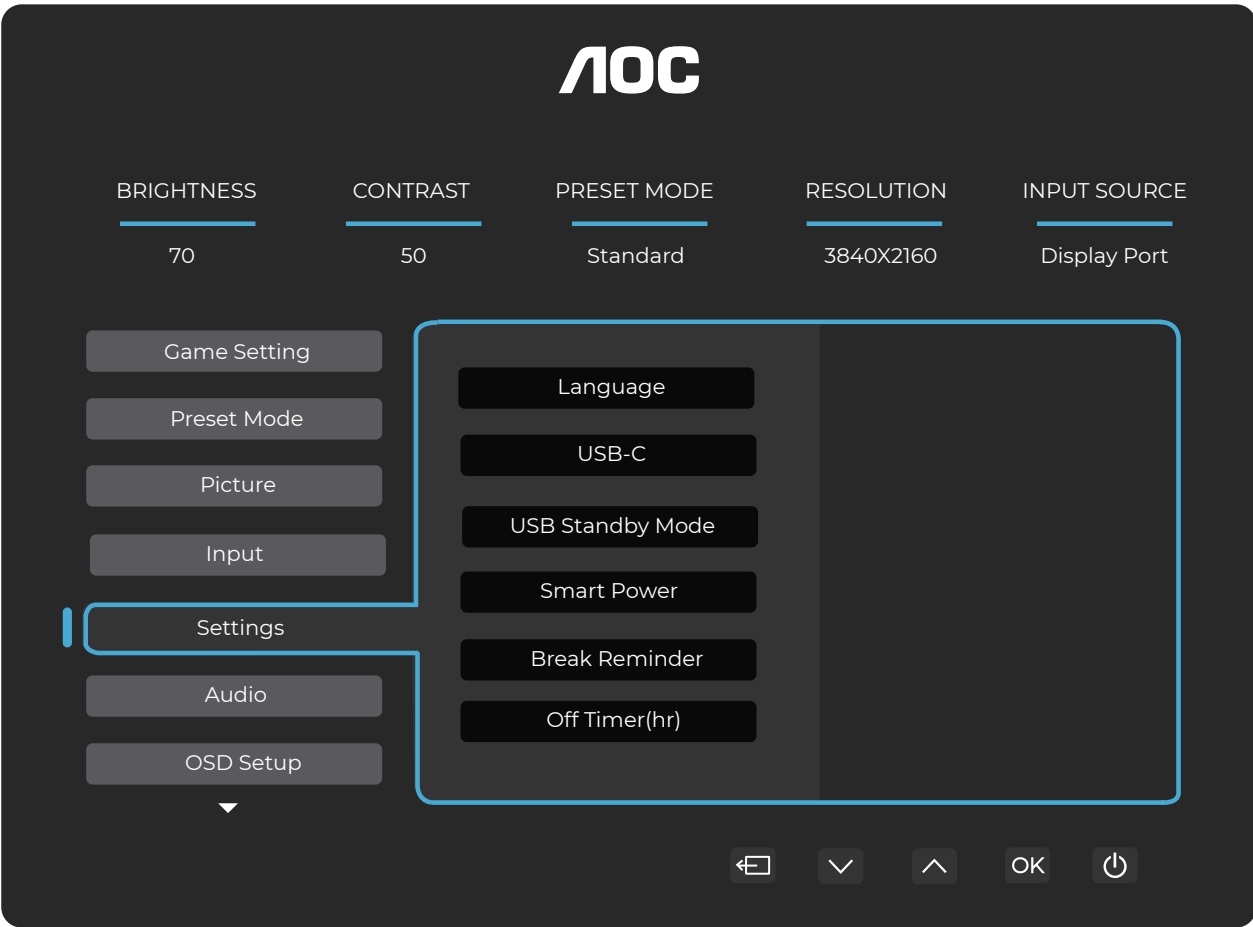 AOC
BRIGHTNESS CONTRAST PRESET MODE RESOLUTION INPUT SOURCE
70 50 Standard 3840X2160 Display Port
Game Setting
Preset Mode
Picture
Input
Settings
Audio
OSD Setup
Language
USB-C
USB Standby Mode
Smart Power
Break Reminder
Off Timer(hr)
OK